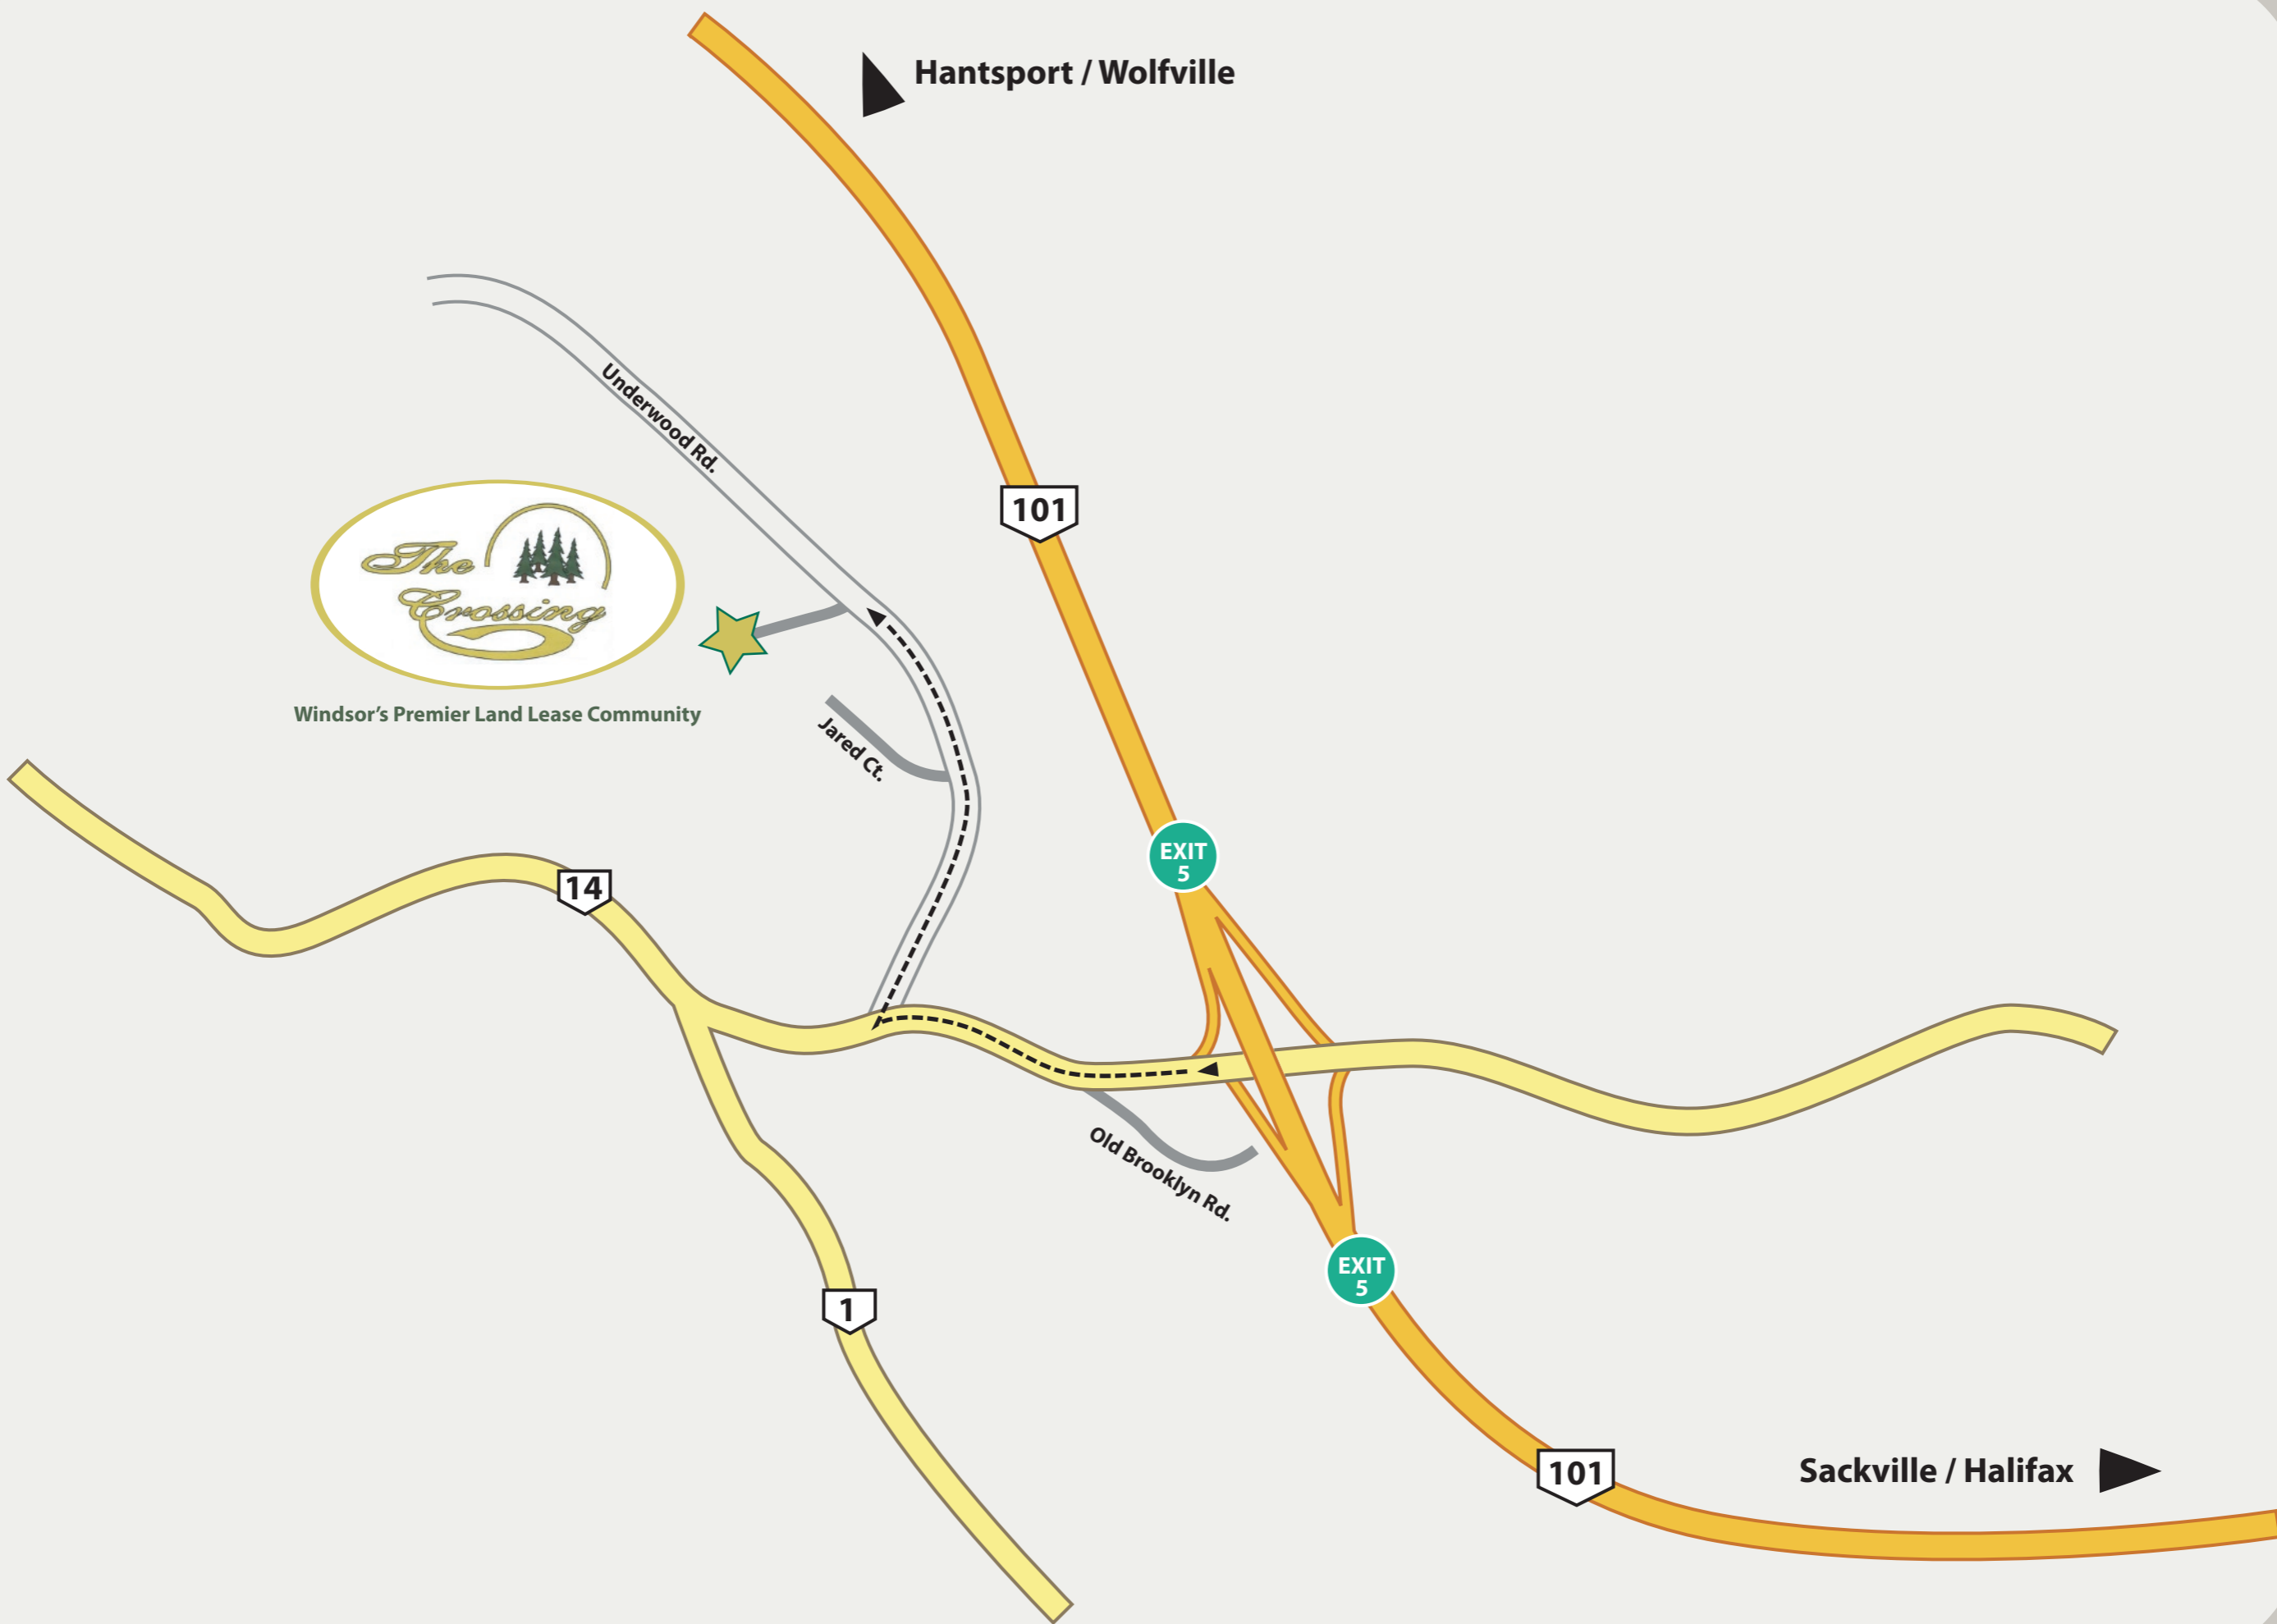 Hantsport / Wolfville
Underwood Rd.
101
The
Crossing
Windsor’s Premier Land Lease Community
Jared Ct.
EXIT
5
14
Old Brooklyn Rd.
EXIT
5
1
101
Sackville / Halifax